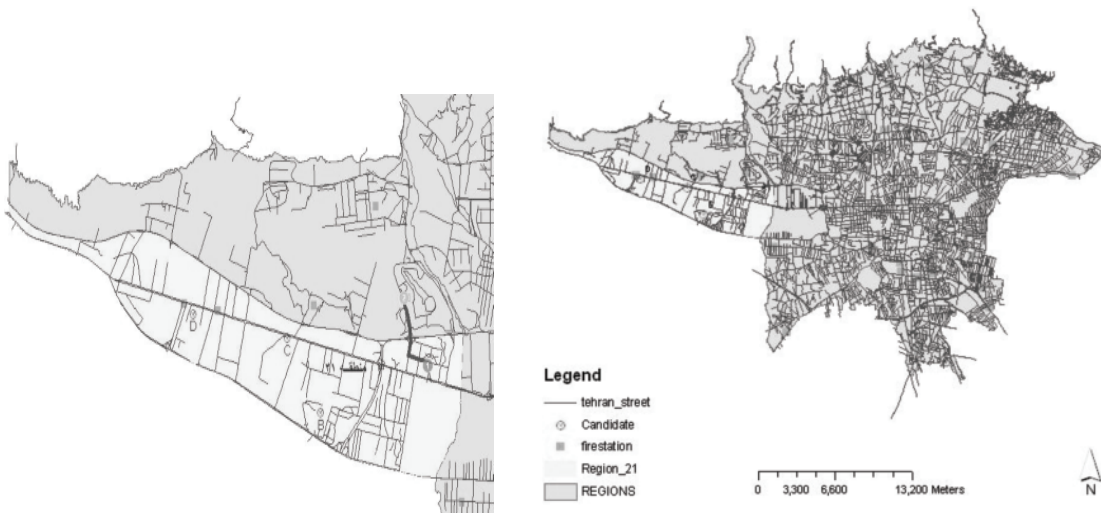 D
C
B
Legend
tehran_street
Candidate
firestation
Region_21
REGIONS
0 3,300 6,600 13,200 Meters
N